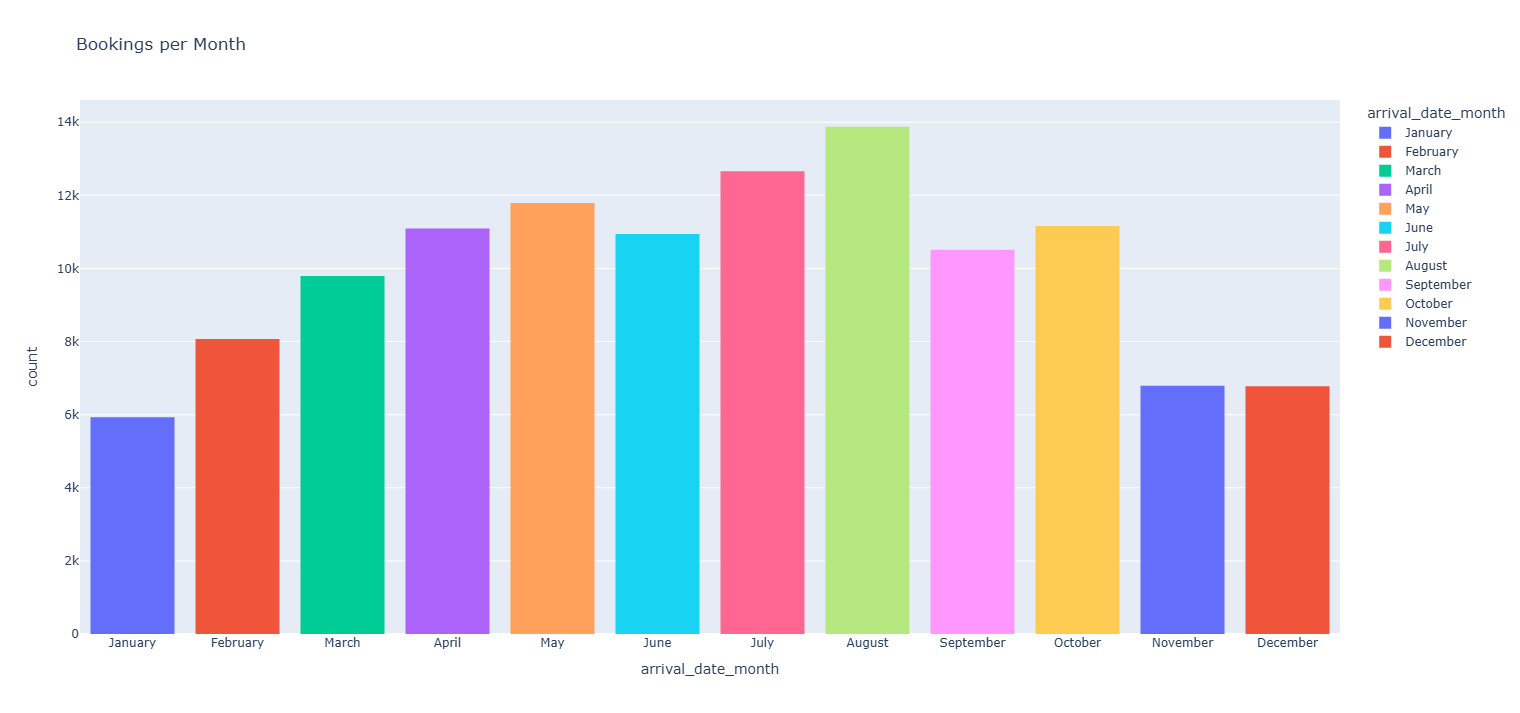 Bookings per Month
14k
12k
10k
8k
6k
4k
2k
0
count
January February March April May June July August September October November December
arrival_date_month
arrival_date_month
January
February
March
April
May
June
July
August
September
October
November
December